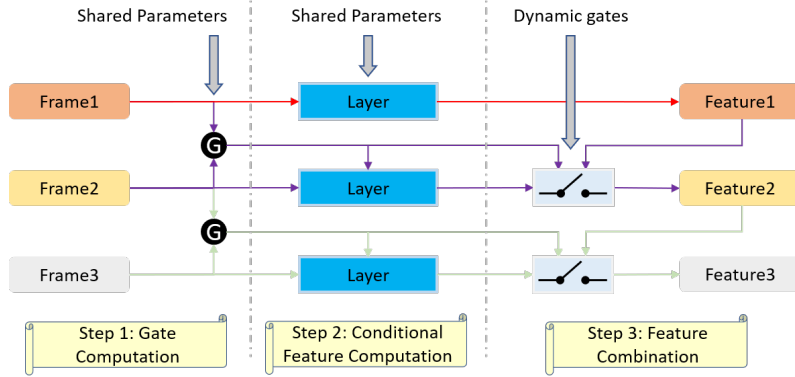 Shared Parameters
Shared Parameters
Dynamic gates
Frame1
Layer
Feature1
G
Frame2
Layer
Feature2
G
Frame3
Layer
Feature3
Step 1: Gate
Computation
Step 2: Conditional
Feature Computation
Step 3: Feature
Combination